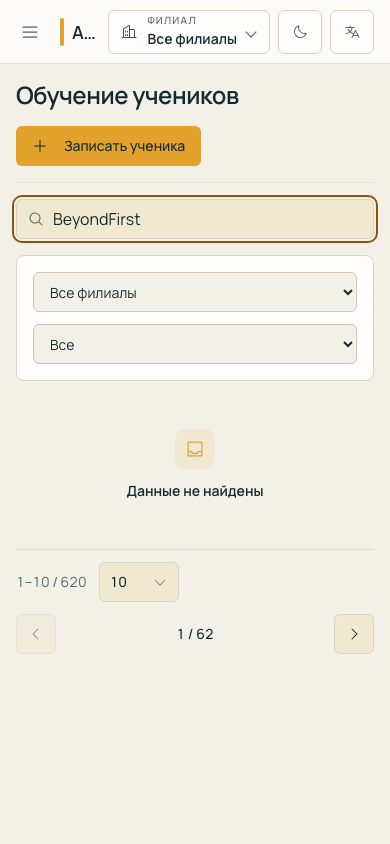 A...
ФИЛИАЛ
Все филиалы
Обучение учеников
Записать ученика
BeyondFirst
Все филиалы
Все
Данные не найдены
1–10 / 620
10
1 / 62